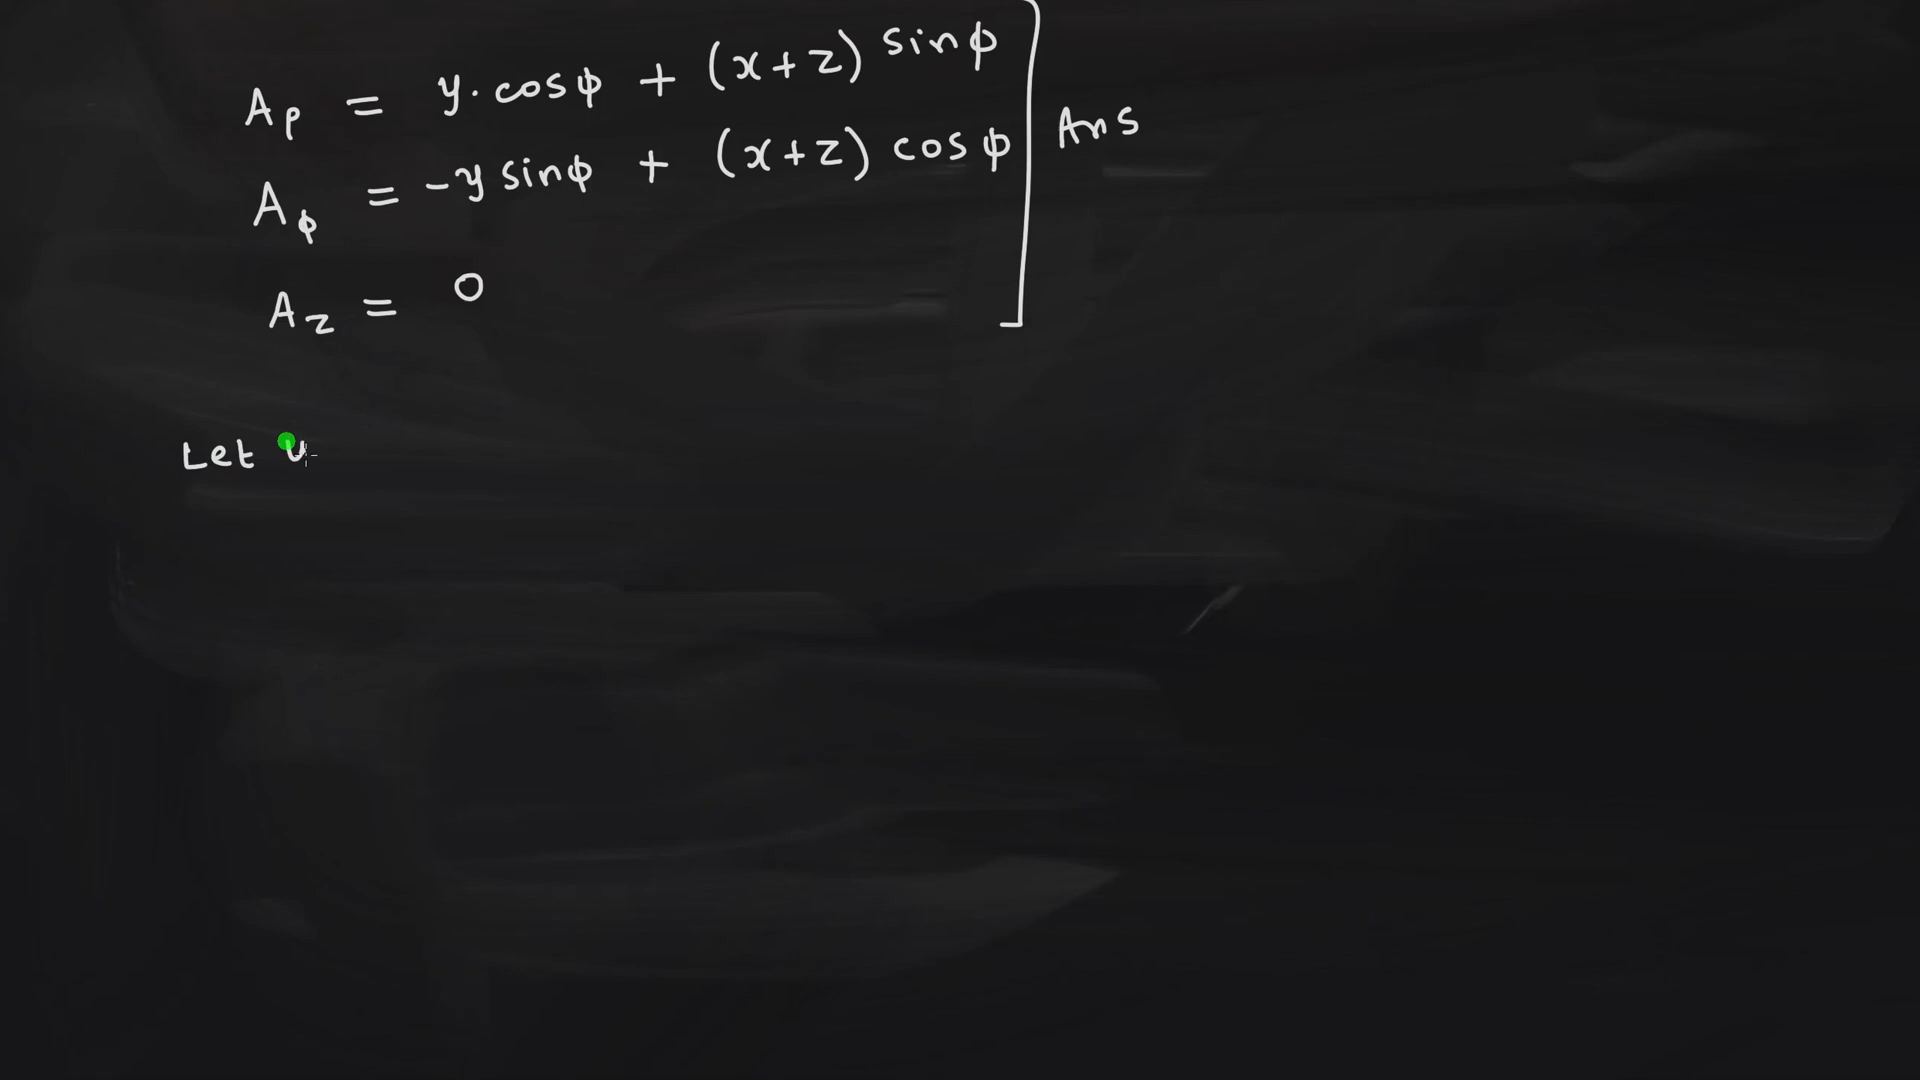 Aρ = y. cosφ + (x+z) sinφ
Aφ = -y sinφ + (x+z) cosφ
Az = 0
Ans
Let u